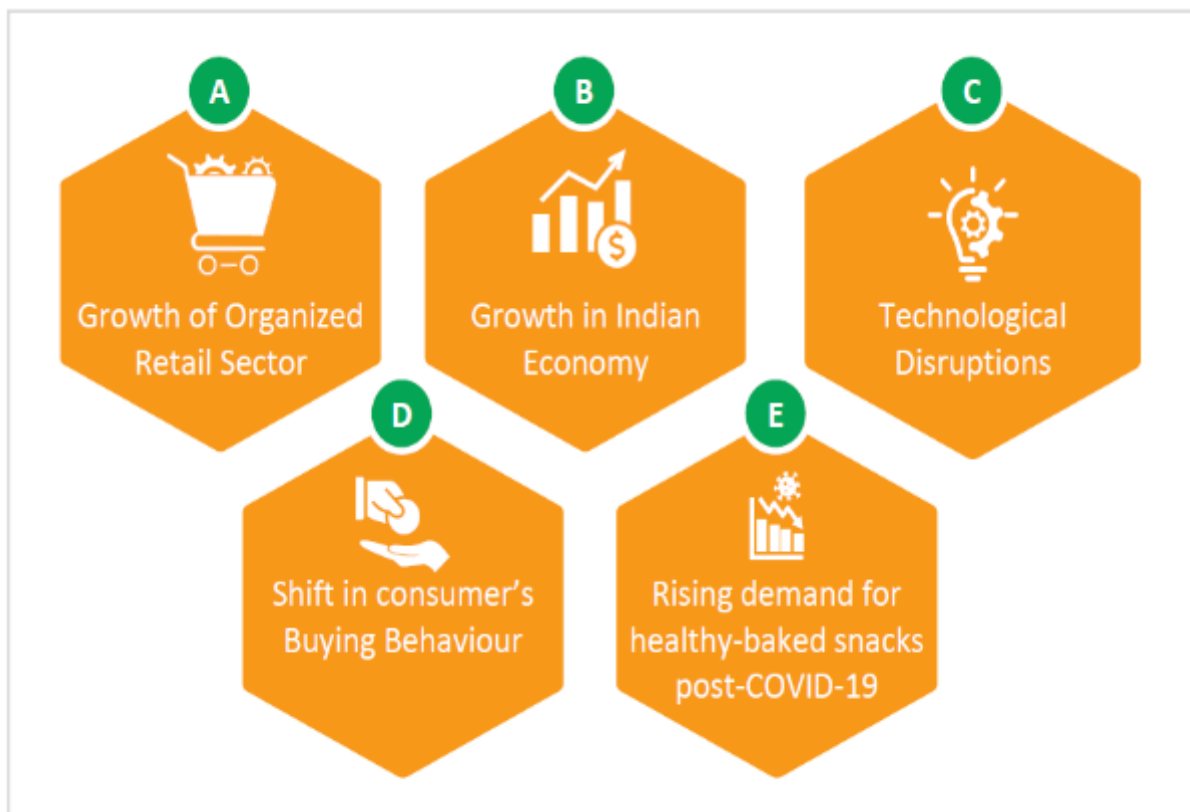 A
Growth of Organized
Retail Sector
B
$
Growth in Indian
Economy
C
Technological
Disruptions
D
Shift in consumer's
Buying Behaviour
E
Rising demand for
healthy-baked snacks
post-COVID-19